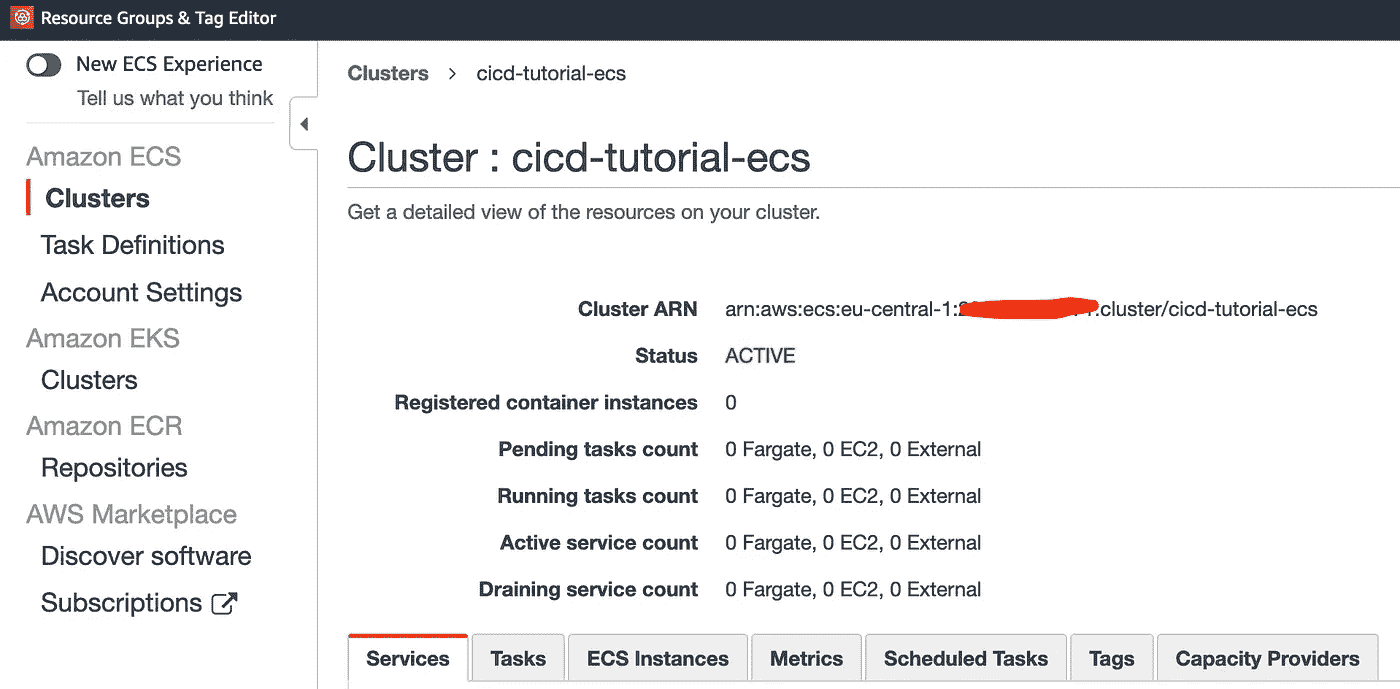 Resource Groups & Tag Editor
New ECS Experience
Tell us what you think
Amazon ECS
Clusters
Task Definitions
Account Settings
Amazon EKS
Clusters
Amazon ECR
Repositories
AWS Marketplace
Discover software
Subscriptions
Clusters > cicd-tutorial-ecs
Cluster : cicd-tutorial-ecs
Get a detailed view of the resources on your cluster.
Cluster ARN arn:aws:ecs:eu-central-1: :cluster/cicd-tutorial-ecs
Status ACTIVE
Registered container instances 0
Pending tasks count 0 Fargate, 0 EC2, 0 External
Running tasks count 0 Fargate, 0 EC2, 0 External
Active service count 0 Fargate, 0 EC2, 0 External
Draining service count 0 Fargate, 0 EC2, 0 External
Services Tasks ECS Instances Metrics Scheduled Tasks Tags Capacity Providers